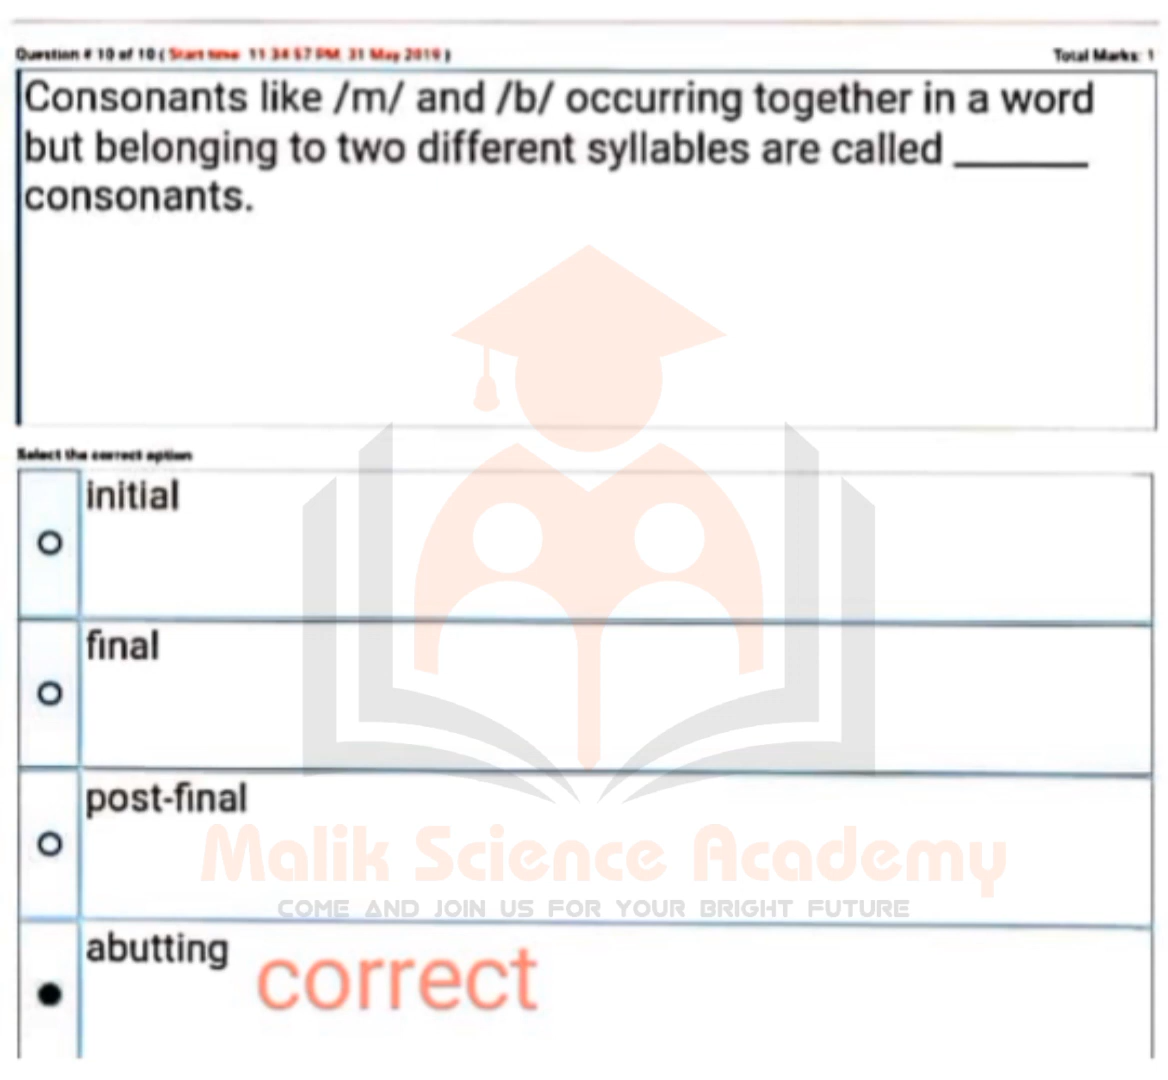 Question # 10 of 10 ( Start time: 11:34:57 PM, 31 May 2019 )
Total Marks: 1
Consonants like /m/ and /b/ occurring together in a word
but belonging to two different syllables are called ______
consonants.
Select the correct option
initial
final
post-final
Malik Science Academy
COME AND JOIN US FOR YOUR BRIGHT FUTURE
abutting
correct